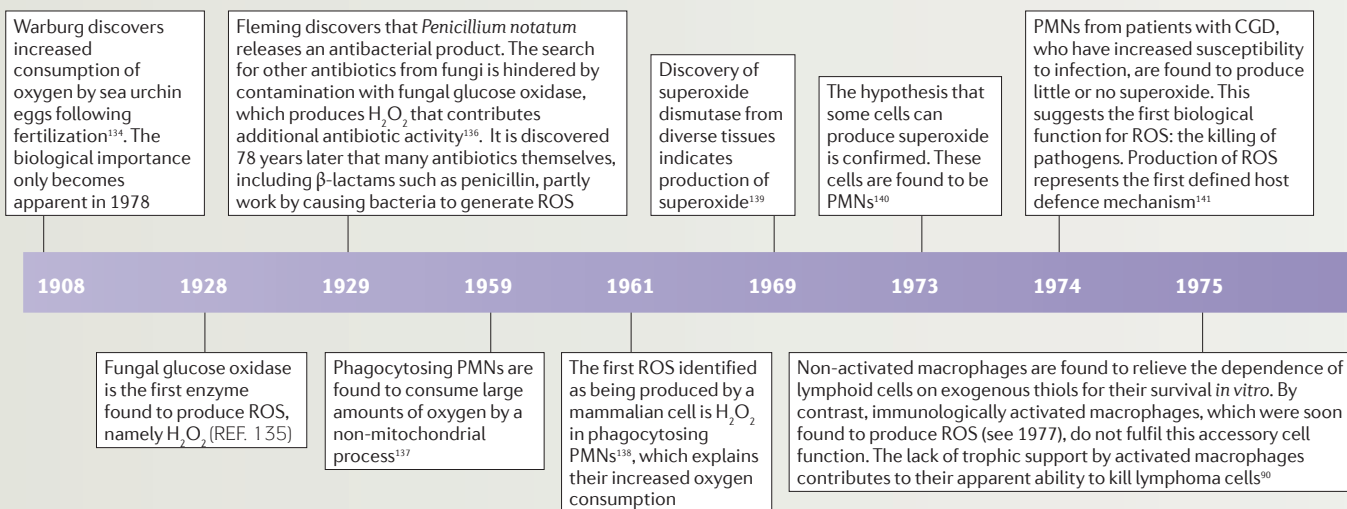 Warburg discovers
increased
consumption of
oxygen by sea urchin
eggs following
fertilization¹³⁴. The
biological importance
only becomes
apparent in 1978
Fleming discovers that Penicillium notatum
releases an antibacterial product. The search
for other antibiotics from fungi is hindered by
contamination with fungal glucose oxidase,
which produces H₂O₂ that contributes
additional antibiotic activity¹³⁶. It is discovered
78 years later that many antibiotics themselves,
including β-lactams such as penicillin, partly
work by causing bacteria to generate ROS
Discovery of
superoxide
dismutase from
diverse tissues
indicates
production of
superoxide¹³⁹
The hypothesis that
some cells can
produce superoxide
is confirmed. These
cells are found to be
PMNs¹⁴⁰
PMNs from patients with CGD,
who have increased susceptibility
to infection, are found to produce
little or no superoxide. This
suggests the first biological
function for ROS: the killing of
pathogens. Production of ROS
represents the first defined host
defence mechanism¹⁴¹
1908 1928 1929 1959 1961 1969 1973 1974 1975
Fungal glucose oxidase
is the first enzyme
found to produce ROS,
namely H₂O₂ (REF. 135)
Phagocytosing PMNs are
found to consume large
amounts of oxygen by a
non-mitochondrial
process¹³⁷
The first ROS identified
as being produced by a
mammalian cell is H₂O₂
in phagocytosing
PMNs¹³⁸, which explains
their increased oxygen
consumption
Non-activated macrophages are found to relieve the dependence of
lymphoid cells on exogenous thiols for their survival in vitro. By
contrast, immunologically activated macrophages, which were soon
found to produce ROS (see 1977), do not fulfil this accessory cell
function. The lack of trophic support by activated macrophages
contributes to their apparent ability to kill lymphoma cells⁹⁰